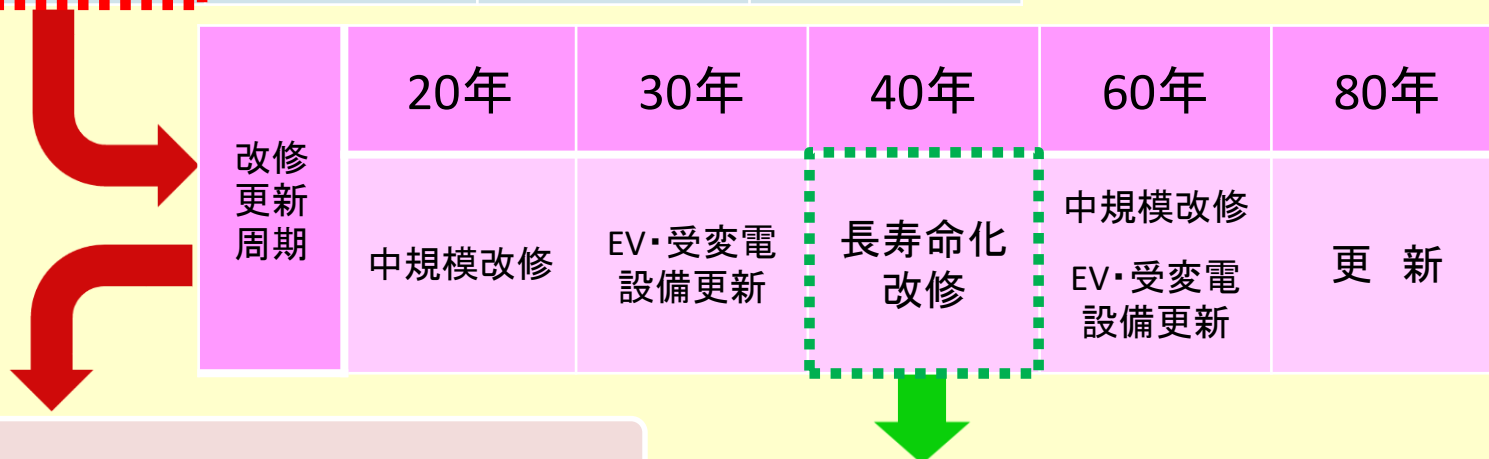 20年
30年
40年
60年
80年
改修
更新
周期
中規模改修
EV・受変電
設備更新
長寿命化
改修
中規模改修
EV・受変電
設備更新
更　新